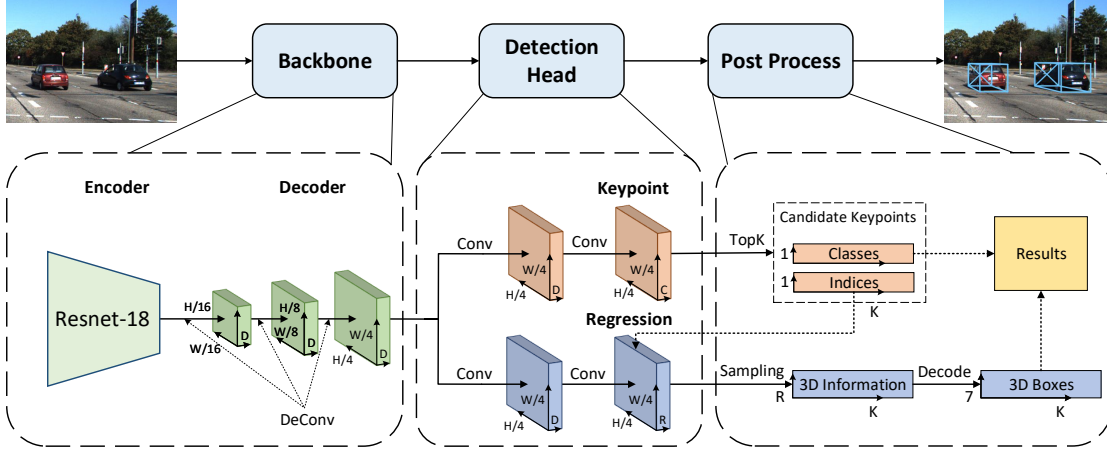 Backbone
Detection
Head
Post Process
Encoder
Decoder
Resnet-18
H/16
W/16
D
H/8
W/8
D
W/4
H/4
D
DeConv
Keypoint
Conv
W/4
H/4
D
Conv
W/4
H/4
C
Regression
Conv
W/4
H/4
D
Conv
W/4
H/4
R
TopK
Candidate Keypoints
1
Classes
1
Indices
K
Results
Sampling
R
3D Information
K
Decode
7
3D Boxes
K